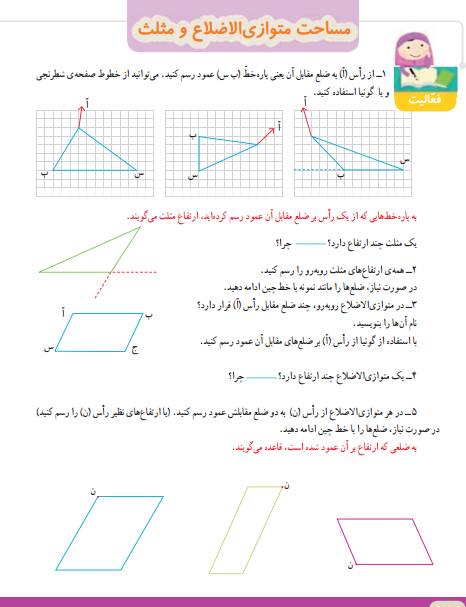 مساحت متوازی‌الاضلاع و مثلث
فعّالیت
۱ــ از رأس (أ) به ضلع مقابل آن یعنی پاره‌خطّ (ب س) عمود رسم کنید. می‌توانید از خطوط صفحه‌ی شطرنجی
و یا گونیا استفاده کنید.
أ
ب
س
ب
أ
س
أ
س
ب
به پاره‌خط‌هایی که از یک رأس بر ضلع مقابل آن عمود رسم کرده‌اید، ارتفاع مثلث می‌گویند.
یک مثلث چند ارتفاع دارد؟ ــــــ چرا؟
۲ــ همه‌ی ارتفاع‌های مثلث روبه‌رو را رسم کنید.
در صورت نیاز، ضلع‌ها را مانند نمونه با خط‌چین ادامه دهید.
۳ــ در متوازی‌الاضلاع روبه‌رو، چند ضلع مقابل رأس (أ) قرار دارد؟
نام آن‌ها را بنویسید.
با استفاده از گونیا از رأس (أ) بر ضلع‌های مقابل آن عمود رسم کنید.
أ
ب
س
ج
۴ــ یک متوازی‌الاضلاع چند ارتفاع دارد؟ ــــــ چرا؟
۵ــ در هر متوازی‌الاضلاع از رأس (ن) به دو ضلع مقابلش عمود رسم کنید. (یا ارتفاع‌های نظیر رأس (ن) را رسم کنید)
در صورت نیاز، ضلع‌ها را با خط چین ادامه دهید.
به ضلعی که ارتفاع بر آن عمود شده است، قاعده می‌گویند.
ن
ن
ن